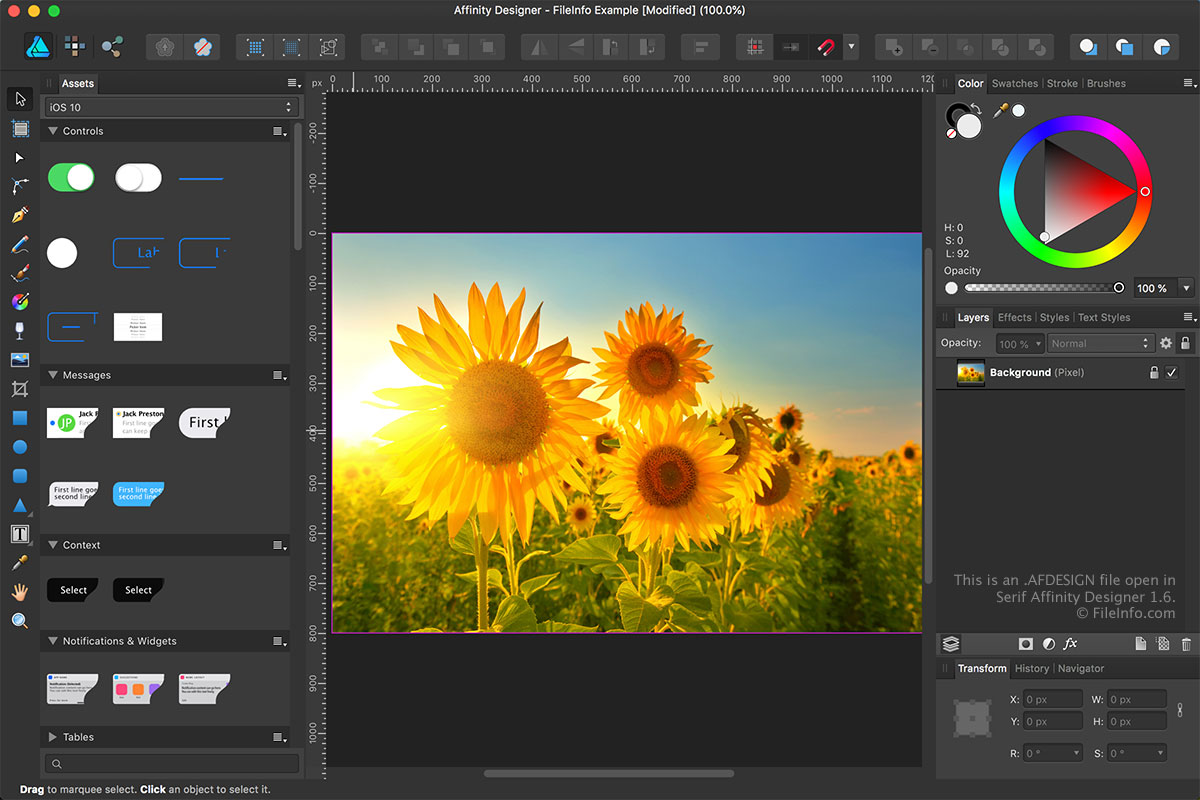 Affinity Designer - FileInfo Example [Modified] (100.0%)
Assets
iOS 10
Controls
Lab
Messages
JP
Jack P
Jack Preston
First line goe
can keep
First
First line goe
second line
First line goe
second line
Context
Select
Select
Notifications & Widgets
Tables
px
0
100
200
300
400
500
600
700
800
900
1000
1100
120
-200
-100
0
100
200
300
400
500
600
700
800
900
1000
Color
Swatches
Stroke
Brushes
H: 0
S: 0
L: 92
Opacity
100 %
Layers
Effects
Styles
Text Styles
Opacity:
100 %
Normal
Background (Pixel)
This is an .AFDESIGN file open in
Serif Affinity Designer 1.6.
© FileInfo.com
fx
Transform
History
Navigator
X: 0 px
W: 0 px
Y: 0 px
H: 0 px
R: 0 °
S: 0 °
T
Drag to marquee select. Click an object to select it.